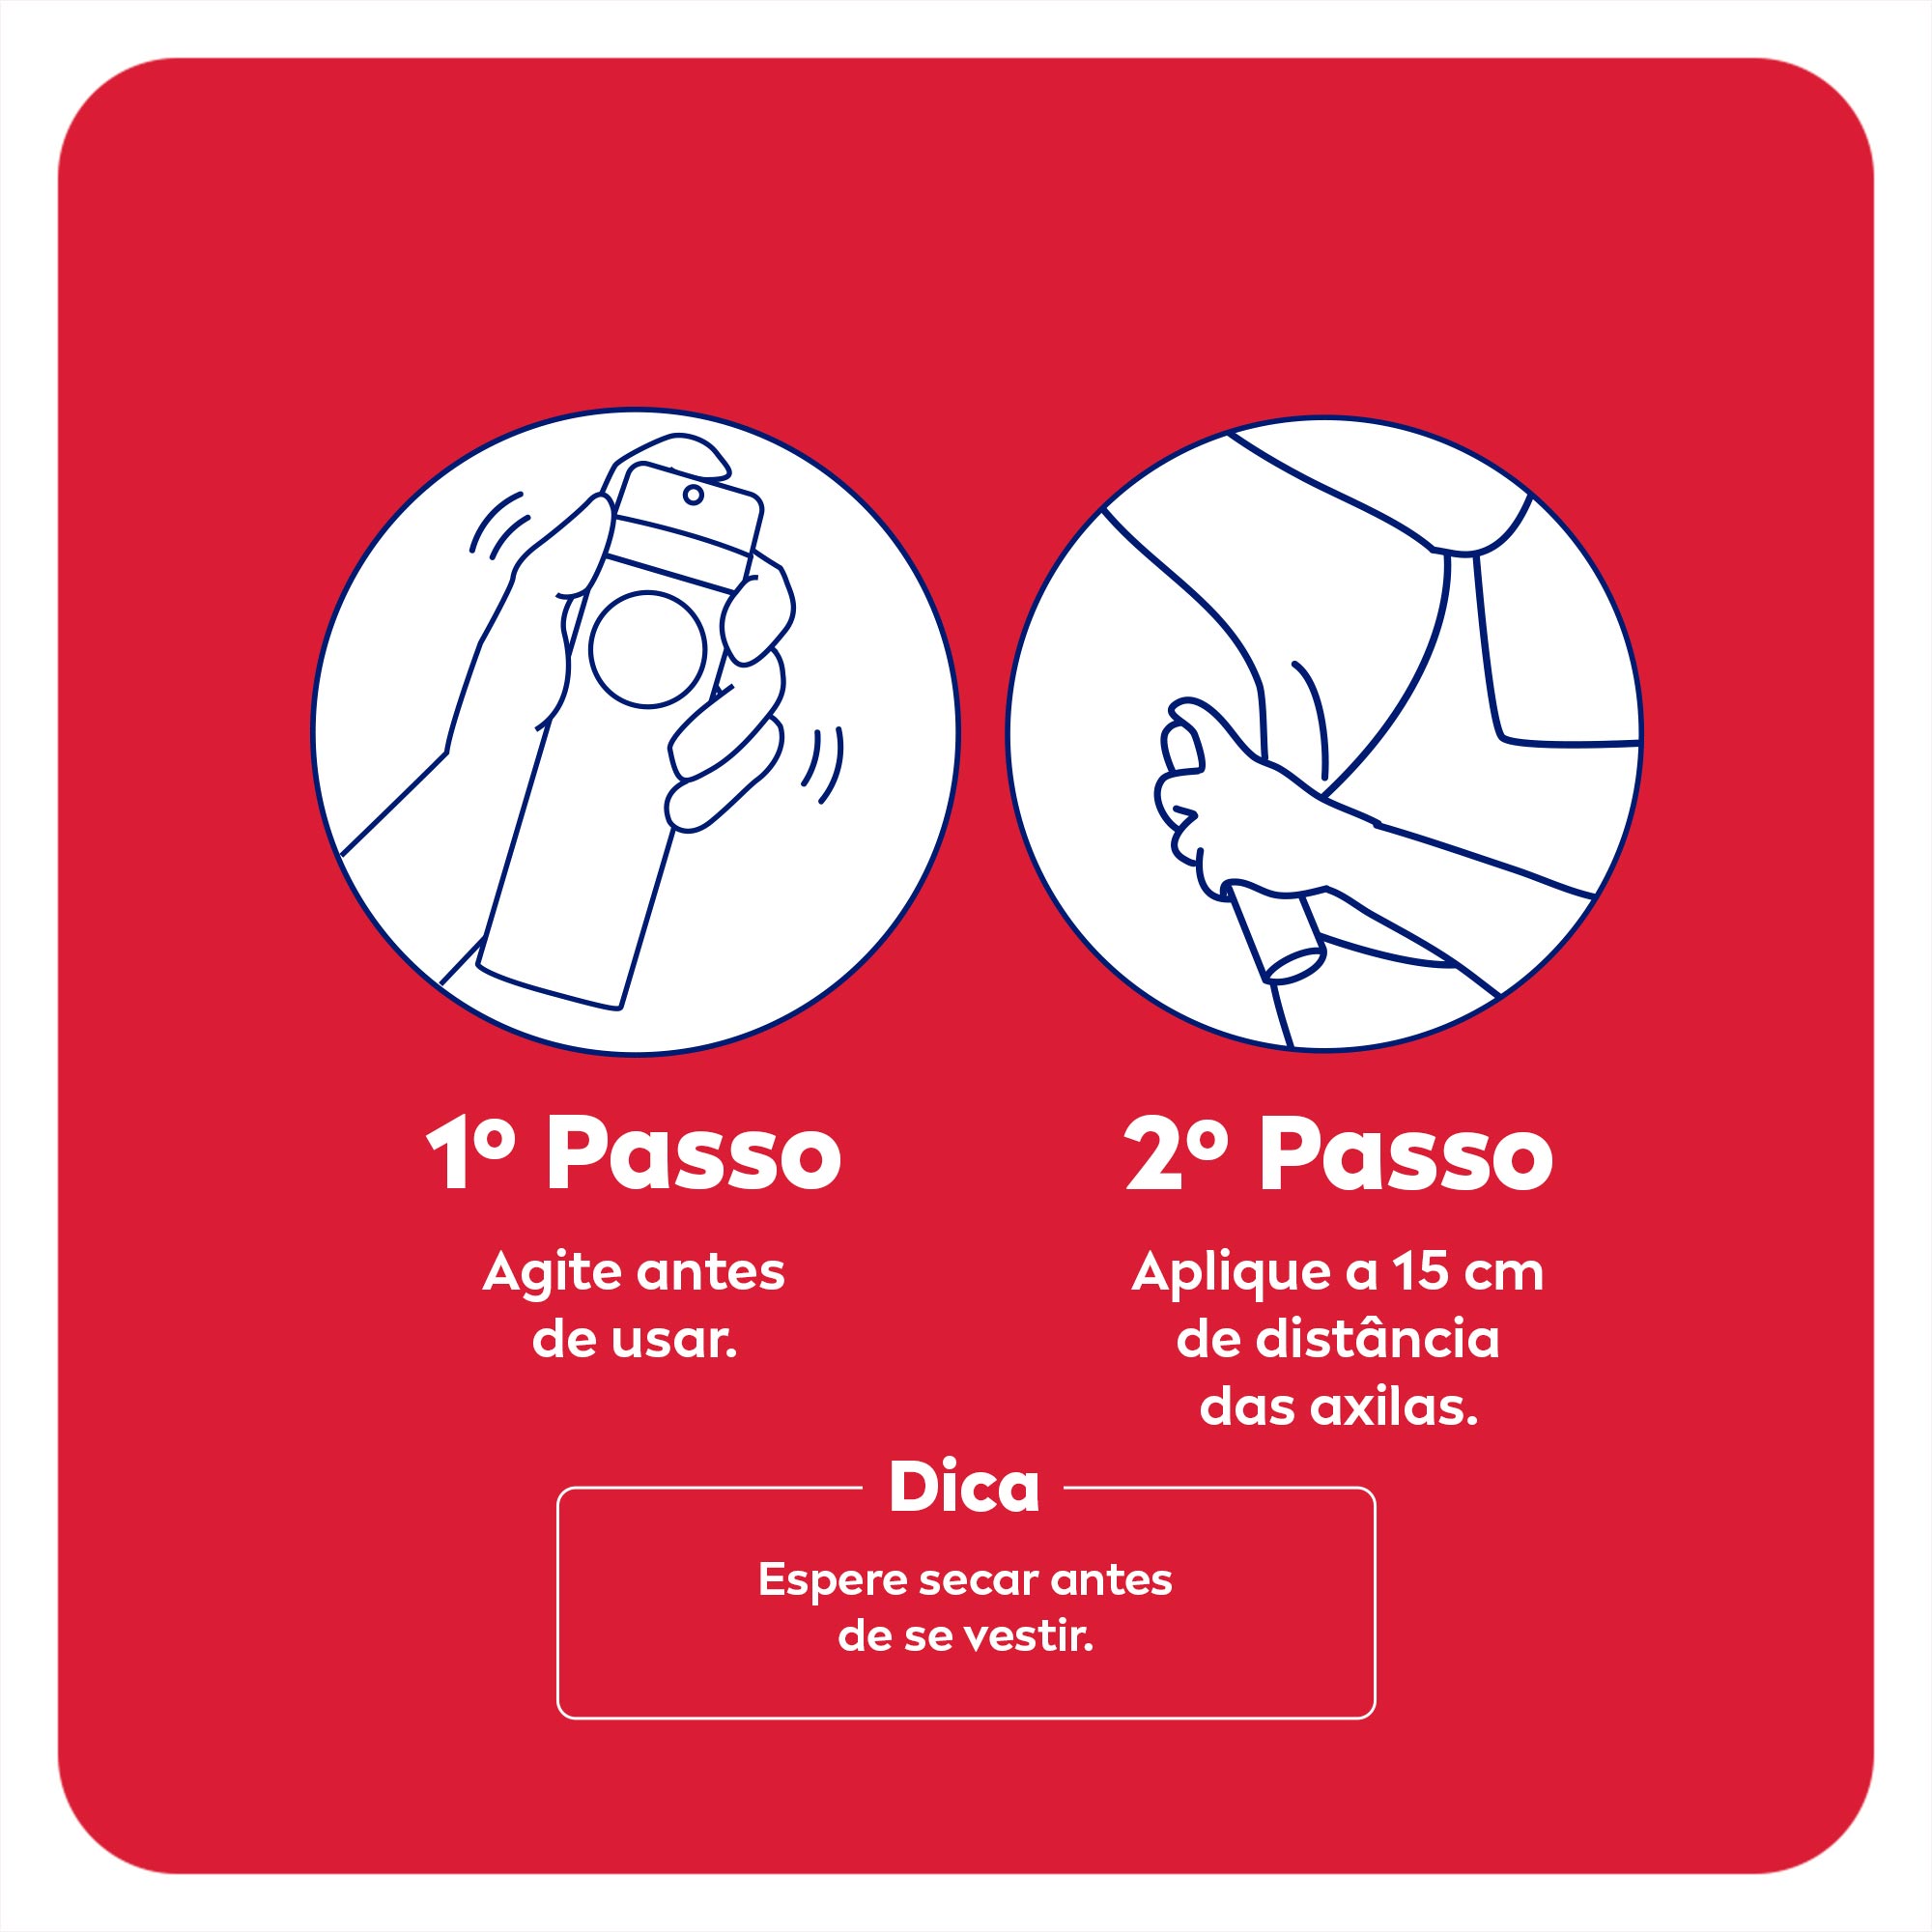 1º Passo
Agite antes
de usar.
2º Passo
Aplique a 15 cm
de distância
das axilas.
Dica
Espere secar antes
de se vestir.